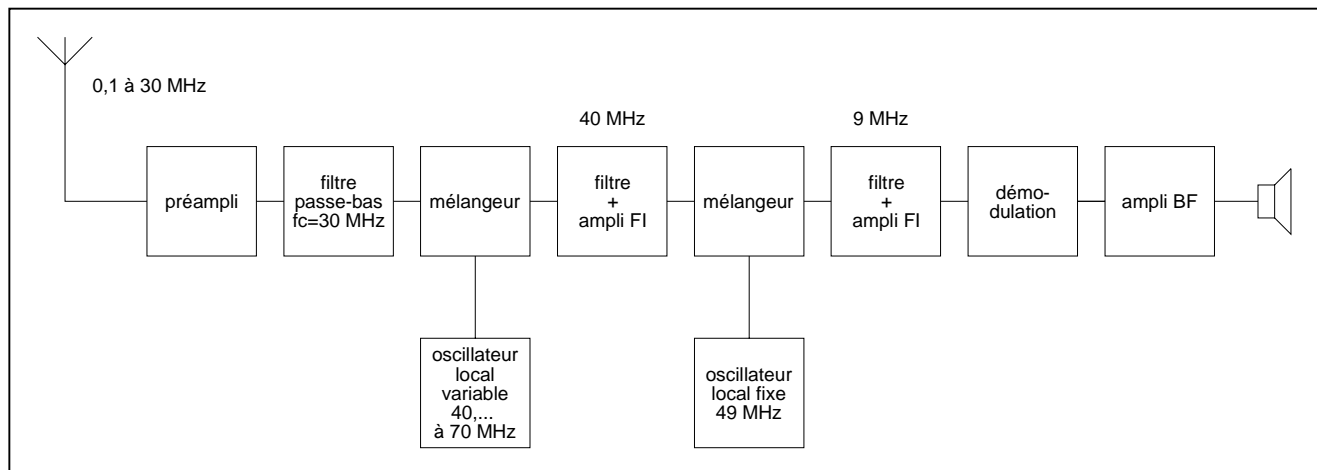 0,1 à 30 MHz
40 MHz
9 MHz
préampli
filtre
passe-bas
fc=30 MHz
mélangeur
filtre
+
ampli FI
mélangeur
filtre
+
ampli FI
démo-
dulation
ampli BF
oscillateur
local
variable
40,...
à 70 MHz
oscillateur
local fixe
49 MHz